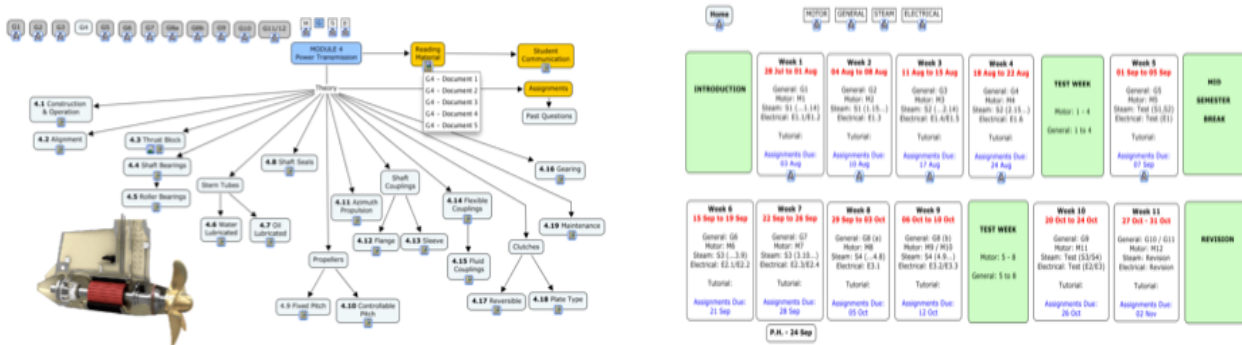 G1 G2 G3 G4 G5 G6 G7 G8a G8b G9 G10 G11/12
MODULE 4
Power Transmission
Reading
Material
Student
Communication
G4 - Document 1
G4 - Document 2
G4 - Document 3
G4 - Document 4
G4 - Document 5
Theory
Assignments
Past Questions
4.1 Construction
& Operation
4.2 Alignment
4.3 Thrust Block
4.4 Shaft Bearings
4.5 Roller Bearings
Stern Tubes
4.6 Water
Lubricated
4.7 Oil
Lubricated
4.8 Shaft Seals
Propellers
4.9 Fixed Pitch
4.10 Controllable
Pitch
4.11 Azimuth
Propulsion
Shaft
Couplings
4.12 Flange
4.13 Sleeve
4.14 Flexible
Couplings
4.15 Fluid
Couplings
Clutches
4.17 Reversible
4.18 Plate Type
4.16 Gearing
4.19 Maintenance
Home
MOTOR GENERAL STEAM ELECTRICAL
INTRODUCTION
Week 1
28 Jul to 01 Aug
General: G1
Motor: M1
Steam: S1 (...1.14)
Electrical: E1.1/E1.2
Tutorial:
Assignments Due:
03 Aug
Week 2
04 Aug to 08 Aug
General: G2
Motor: M2
Steam: S1 (1.15...)
Electrical: E1.3
Tutorial:
Assignments Due:
10 Aug
Week 3
11 Aug to 15 Aug
General: G3
Motor: M3
Steam: S2 (...2.14)
Electrical: E1.4/E1.5
Tutorial:
Assignments Due:
17 Aug
Week 4
18 Aug to 22 Aug
General: G4
Motor: M4
Steam: S2 (2.15...)
Electrical: E1.6
Tutorial:
Assignments Due:
24 Aug
TEST WEEK
Motor: 1 - 4
General: 1 to 4
Week 5
01 Sep to 05 Sep
General: G5
Motor: M5
Steam: Test (S1/S2)
Electrical: Test (E1)
Tutorial:
Assignments Due:
07 Sep
MID
SEMESTER
BREAK
Week 6
15 Sep to 19 Sep
General: G6
Motor: M6
Steam: S3 (...3.9)
Electrical: E2.1/E2.2
Tutorial:
Assignments Due:
21 Sep
Week 7
22 Sep to 26 Sep
General: G7
Motor: M7
Steam: S3 (3.10...)
Electrical: E2.3/E2.4
Tutorial:
Assignments Due:
28 Sep
P.H. - 24 Sep
Week 8
29 Sep to 03 Oct
General: G8 (a)
Motor: M8
Steam: S4 (...4.8)
Electrical: E3.1
Tutorial:
Assignments Due:
05 Oct
Week 9
06 Oct to 10 Oct
General: G8 (b)
Motor: M9 / M10
Steam: S4 (4.9...)
Electrical: E3.2/E3.3
Tutorial:
Assignments Due:
12 Oct
TEST WEEK
Motor: 5 - 8
General: 5 to 8
Week 10
20 Oct to 24 Oct
General: G9
Motor: M11
Steam: Test (S3/S4)
Electrical: Test (E2/E3)
Tutorial:
Assignments Due:
26 Oct
Week 11
27 Oct - 31 Oct
General: G10 / G11
Motor: M12
Steam: Revision
Electrical: Revision
Tutorial:
Assignments Due:
02 Nov
REVISION